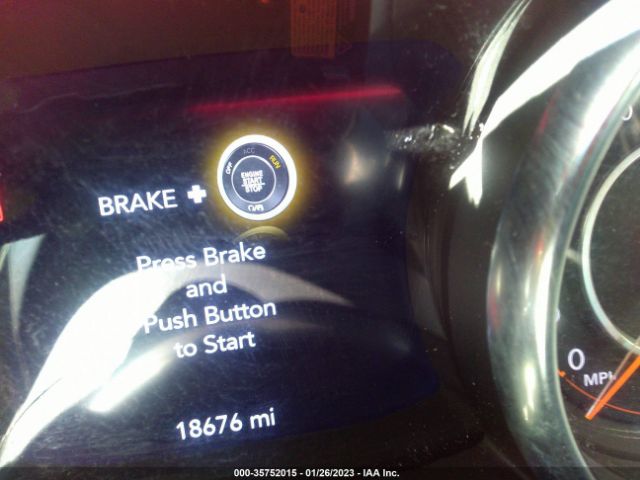 OFF ACC RUN
ENGINE
START
STOP
BRAKE +
Press Brake
and
Push Button
to Start
18676 mi
0
MPH
000-35752015 - 01/26/2023 - IAA Inc.